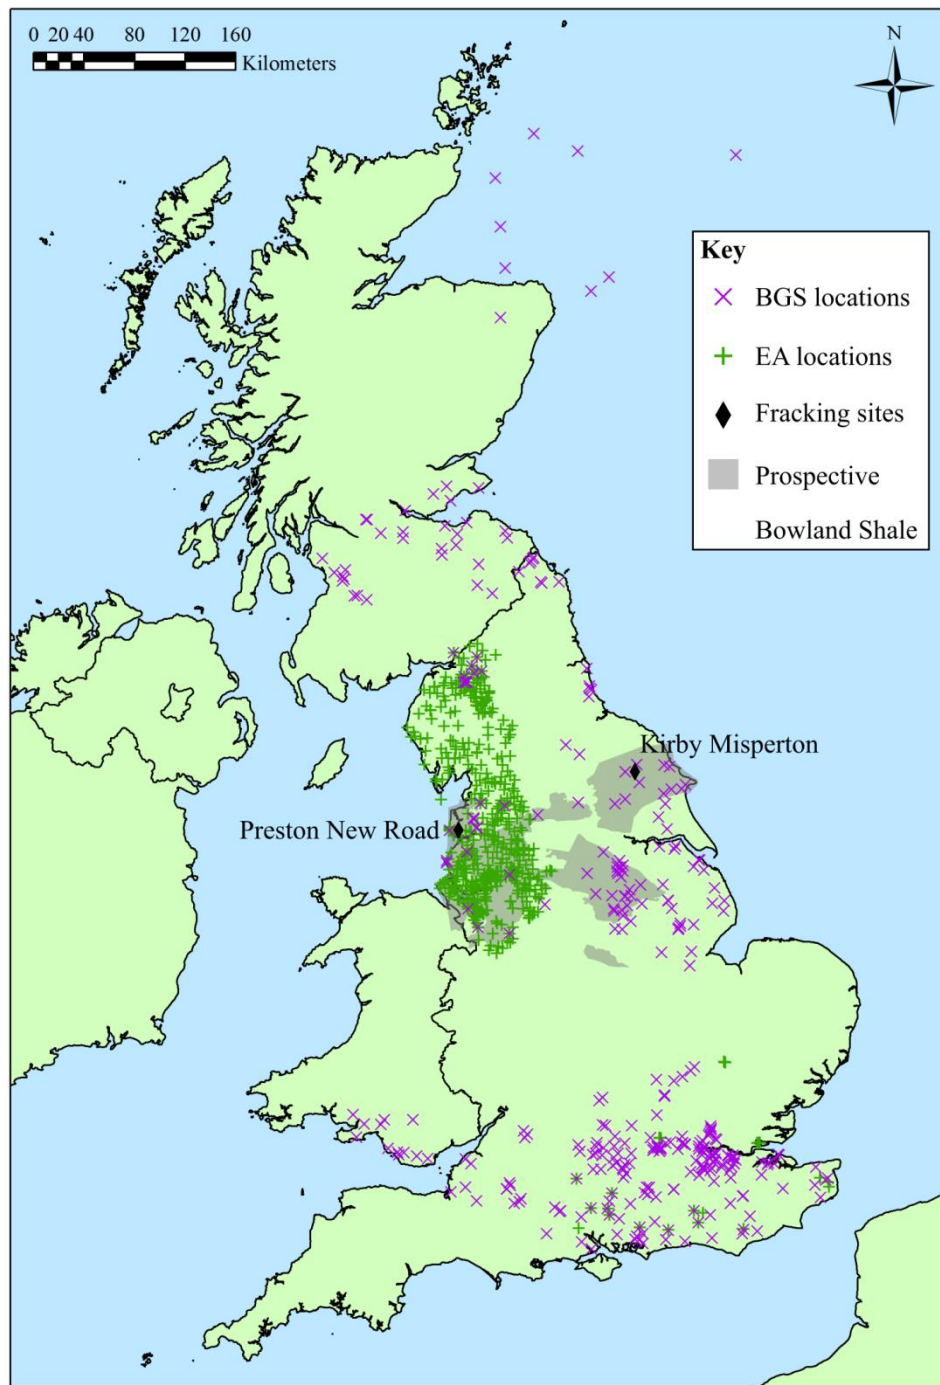 0 20 40 80 120 160
Kilometers
N
Key
BGS locations
EA locations
Fracking sites
Prospective
Bowland Shale
Kirby Misperton
Preston New Road